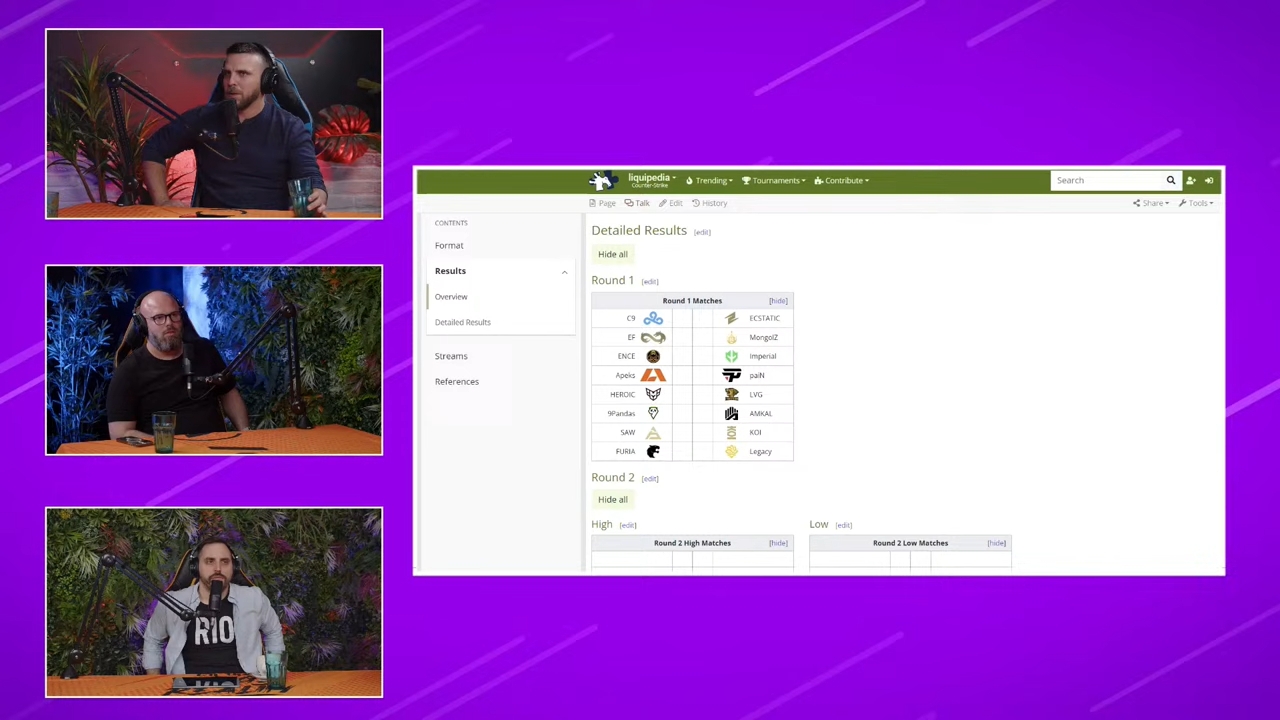 RIO
liquipedia
Counter-Strike
Trending
Tournaments
Contribute
Search
Page
Talk
Edit
History
Share
Tools
CONTENTS
Format
Results
Overview
Detailed Results
Streams
References
Detailed Results [edit]
Hide all
Round 1 [edit]
Round 1 Matches [hide]
C9 ECSTATIC
EF MongolZ
ENCE Imperial
Apeks paiN
HEROIC LVG
9Pandas AMKAL
SAW KOI KOI
FURIA Legacy
Round 2 [edit]
Hide all
High [edit]
Low [edit]
Round 2 High Matches [hide]
Round 2 Low Matches [hide]